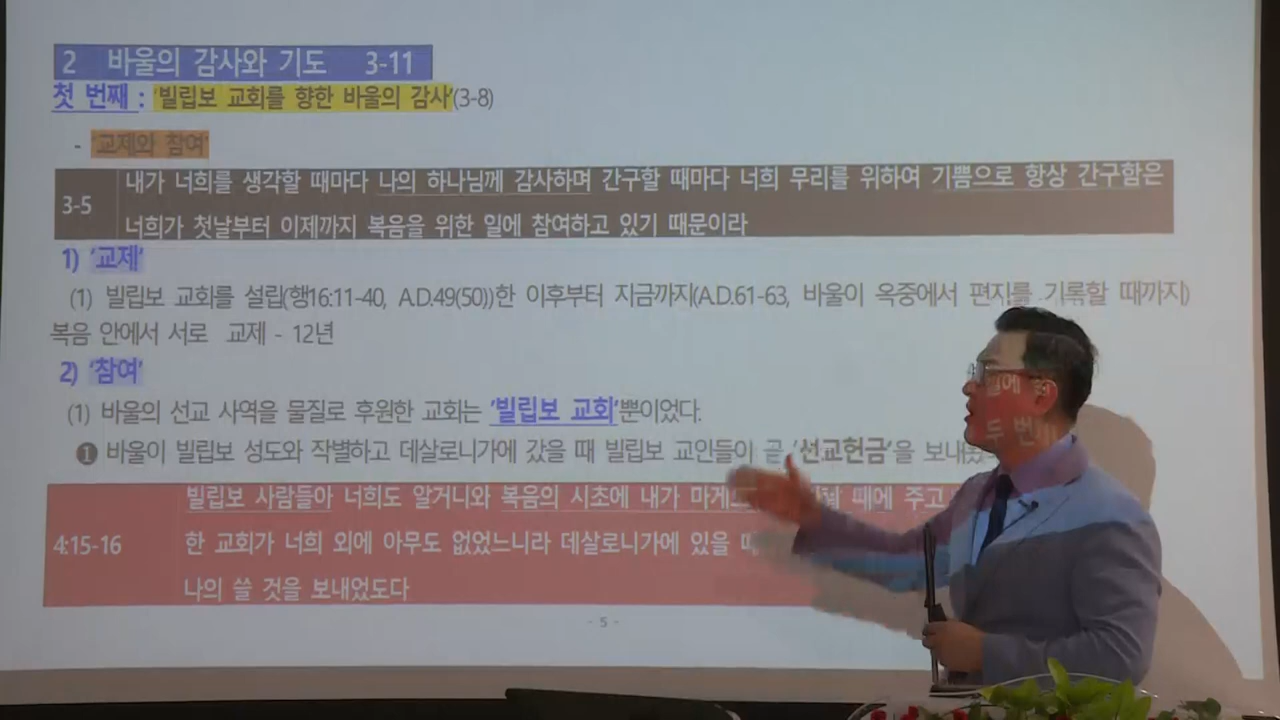 2 바울의 감사와 기도 3-11
첫 번째 : '빌립보 교회를 향한 바울의 감사'(3-8)
- '교제와 참여'
3-5
내가 너희를 생각할 때마다 나의 하나님께 감사하며 간구할 때마다 너희 무리를 위하여 기쁨으로 항상 간구함은
너희가 첫날부터 이제까지 복음을 위한 일에 참여하고 있기 때문이라
1) '교제'
(1) 빌립보 교회를 설립(행16:11-40, A.D.49(50))한 이후부터 지금까지(A.D.61-63, 바울이 옥중에서 편지를 기록할 때까지)
복음 안에서 서로 교제 - 12년
2) '참여'
(1) 바울의 선교 사역을 물질로 후원한 교회는 '빌립보 교회'뿐이었다.
❶ 바울이 빌립보 성도와 작별하고 데살로니가에 갔을 때 빌립보 교인들이 곧 '선교헌금'을 보내
4:15-16
빌립보 사람들아 너희도 알거니와 복음의 시초에 내가 때에 주고
한 교회가 너희 외에 아무도 없었느니라 데살로니가에 있을
나의 쓸 것을 보내었도다
두 번
- 5 -